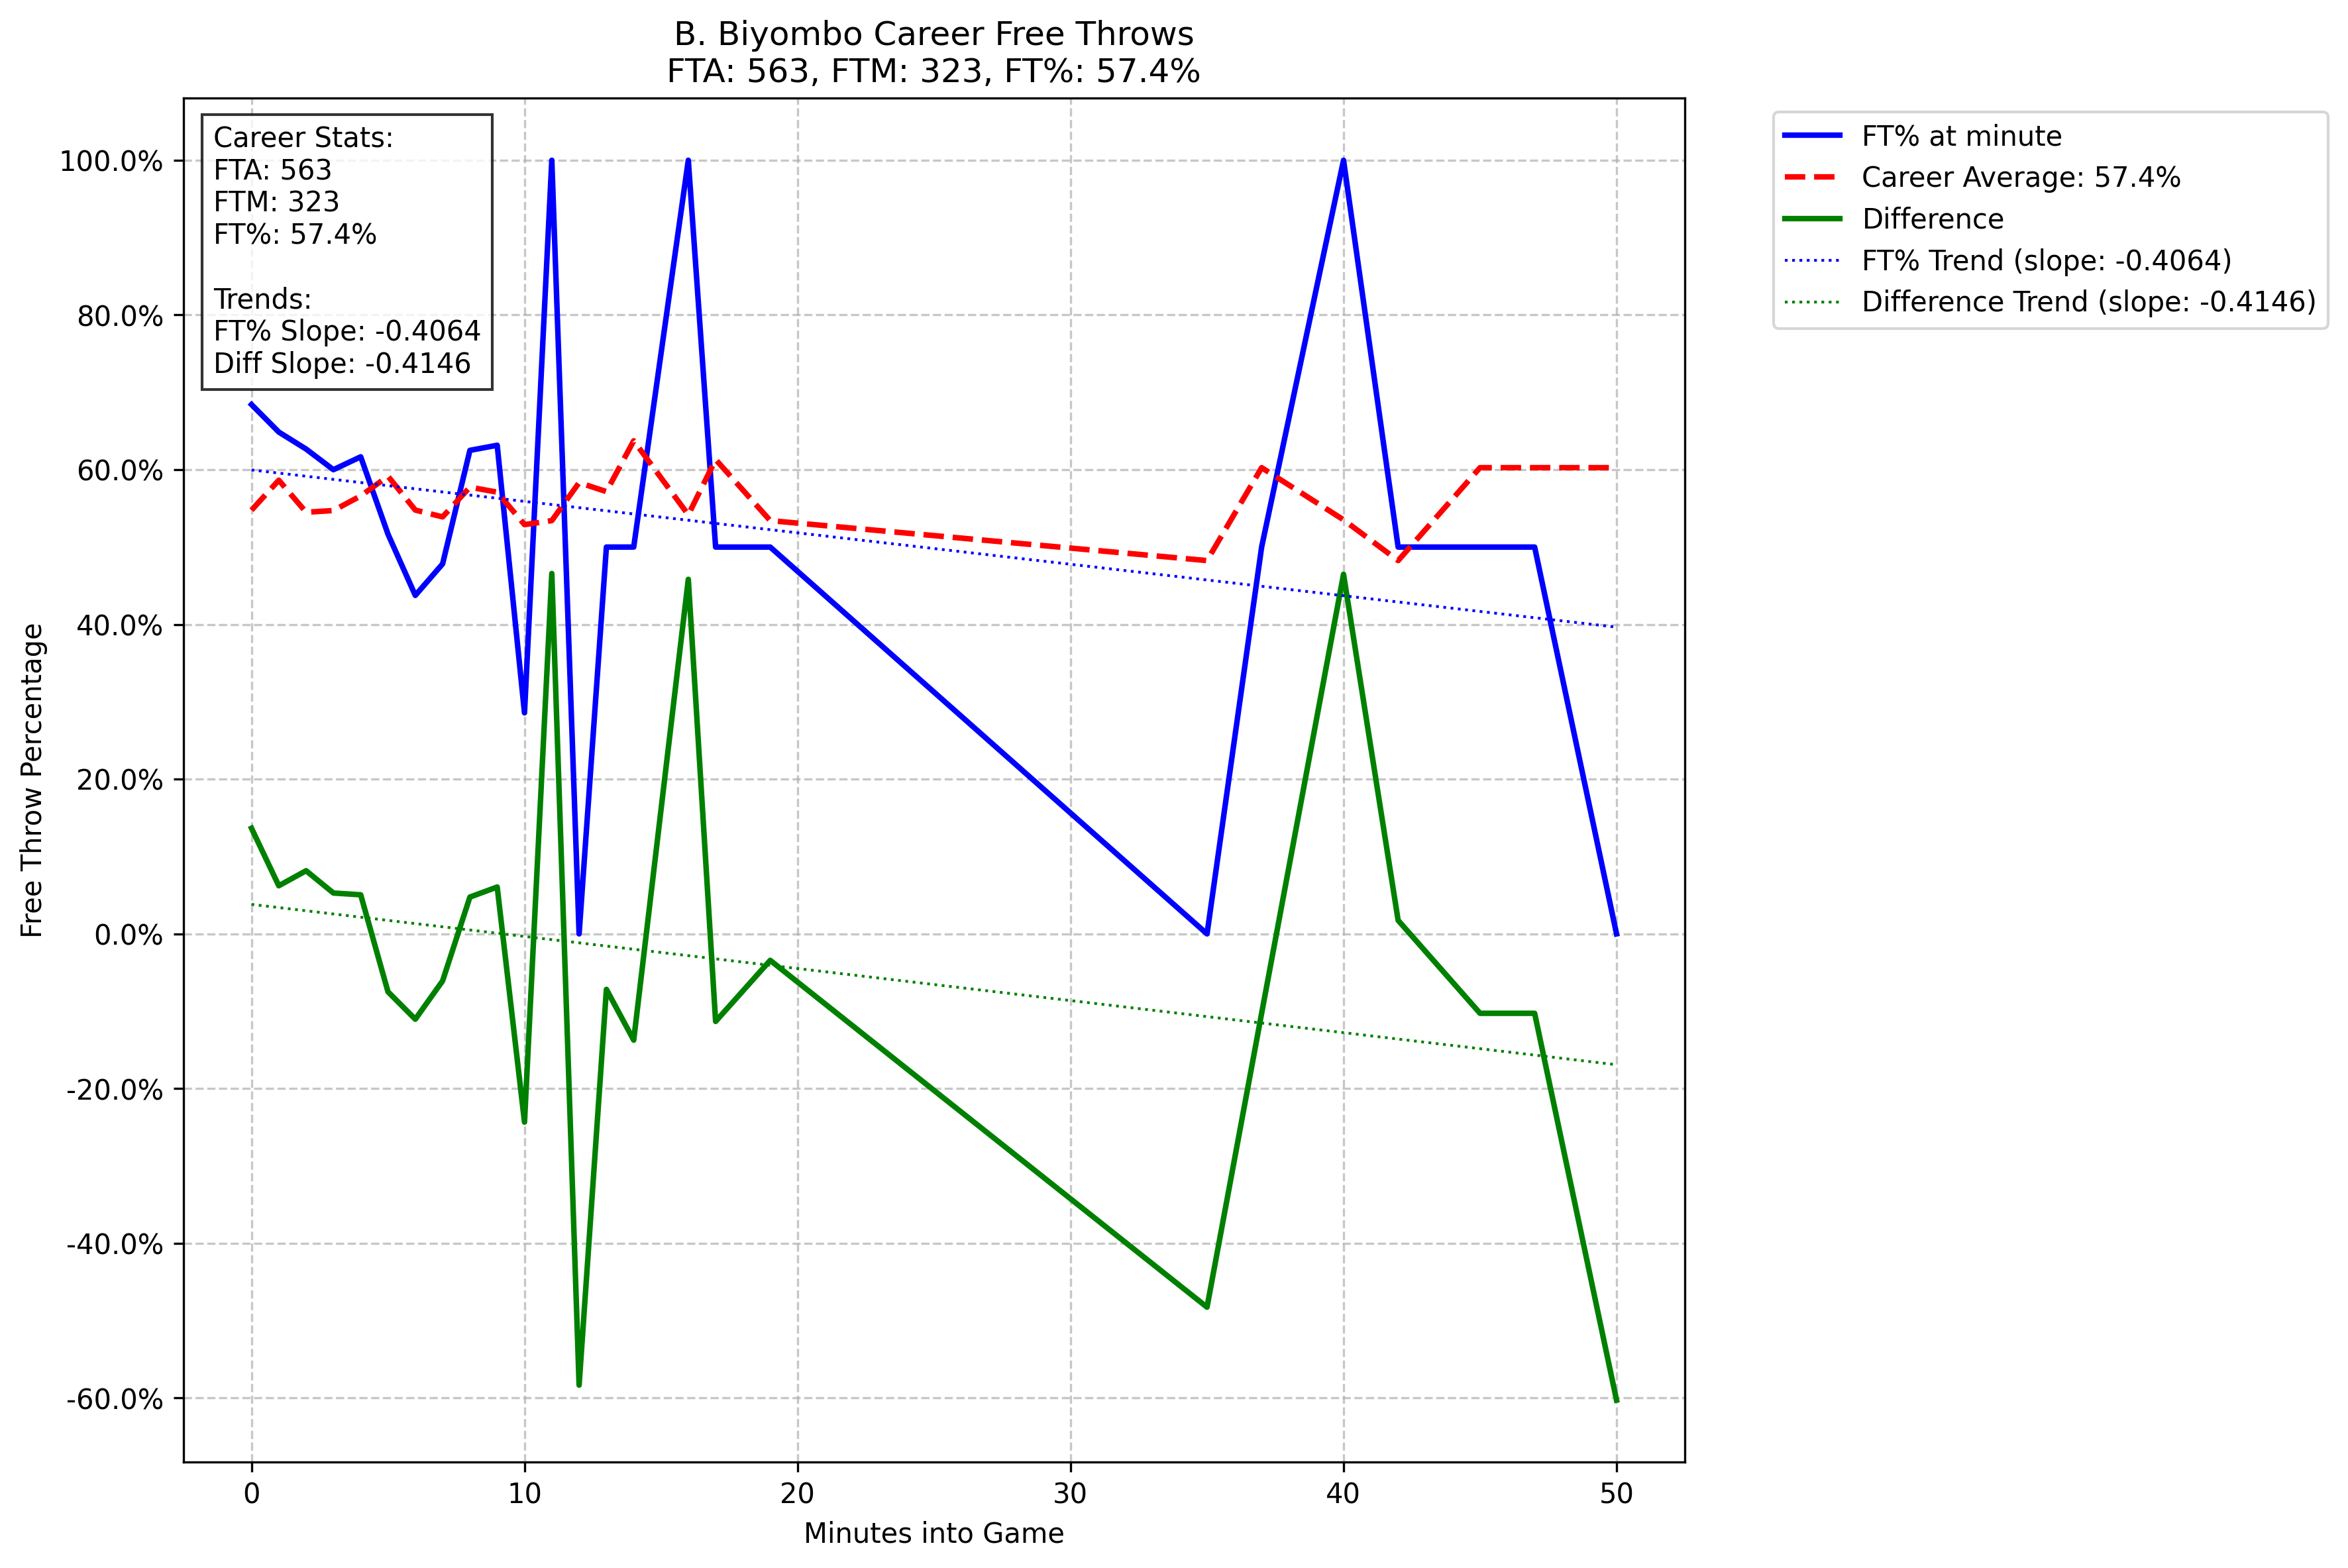 B. Biyombo Career Free Throws
FTA: 563, FTM: 323, FT%: 57.4%
Career Stats:
FTA: 563
FTM: 323
FT%: 57.4%
Trends:
FT% Slope: -0.4064
Diff Slope: -0.4146
FT% at minute
Career Average: 57.4%
Difference
FT% Trend (slope: -0.4064)
Difference Trend (slope: -0.4146)
Free Throw Percentage
100.0%
80.0%
60.0%
40.0%
20.0%
0.0%
-20.0%
-40.0%
-60.0%
0
10
20
30
40
50
Minutes into Game